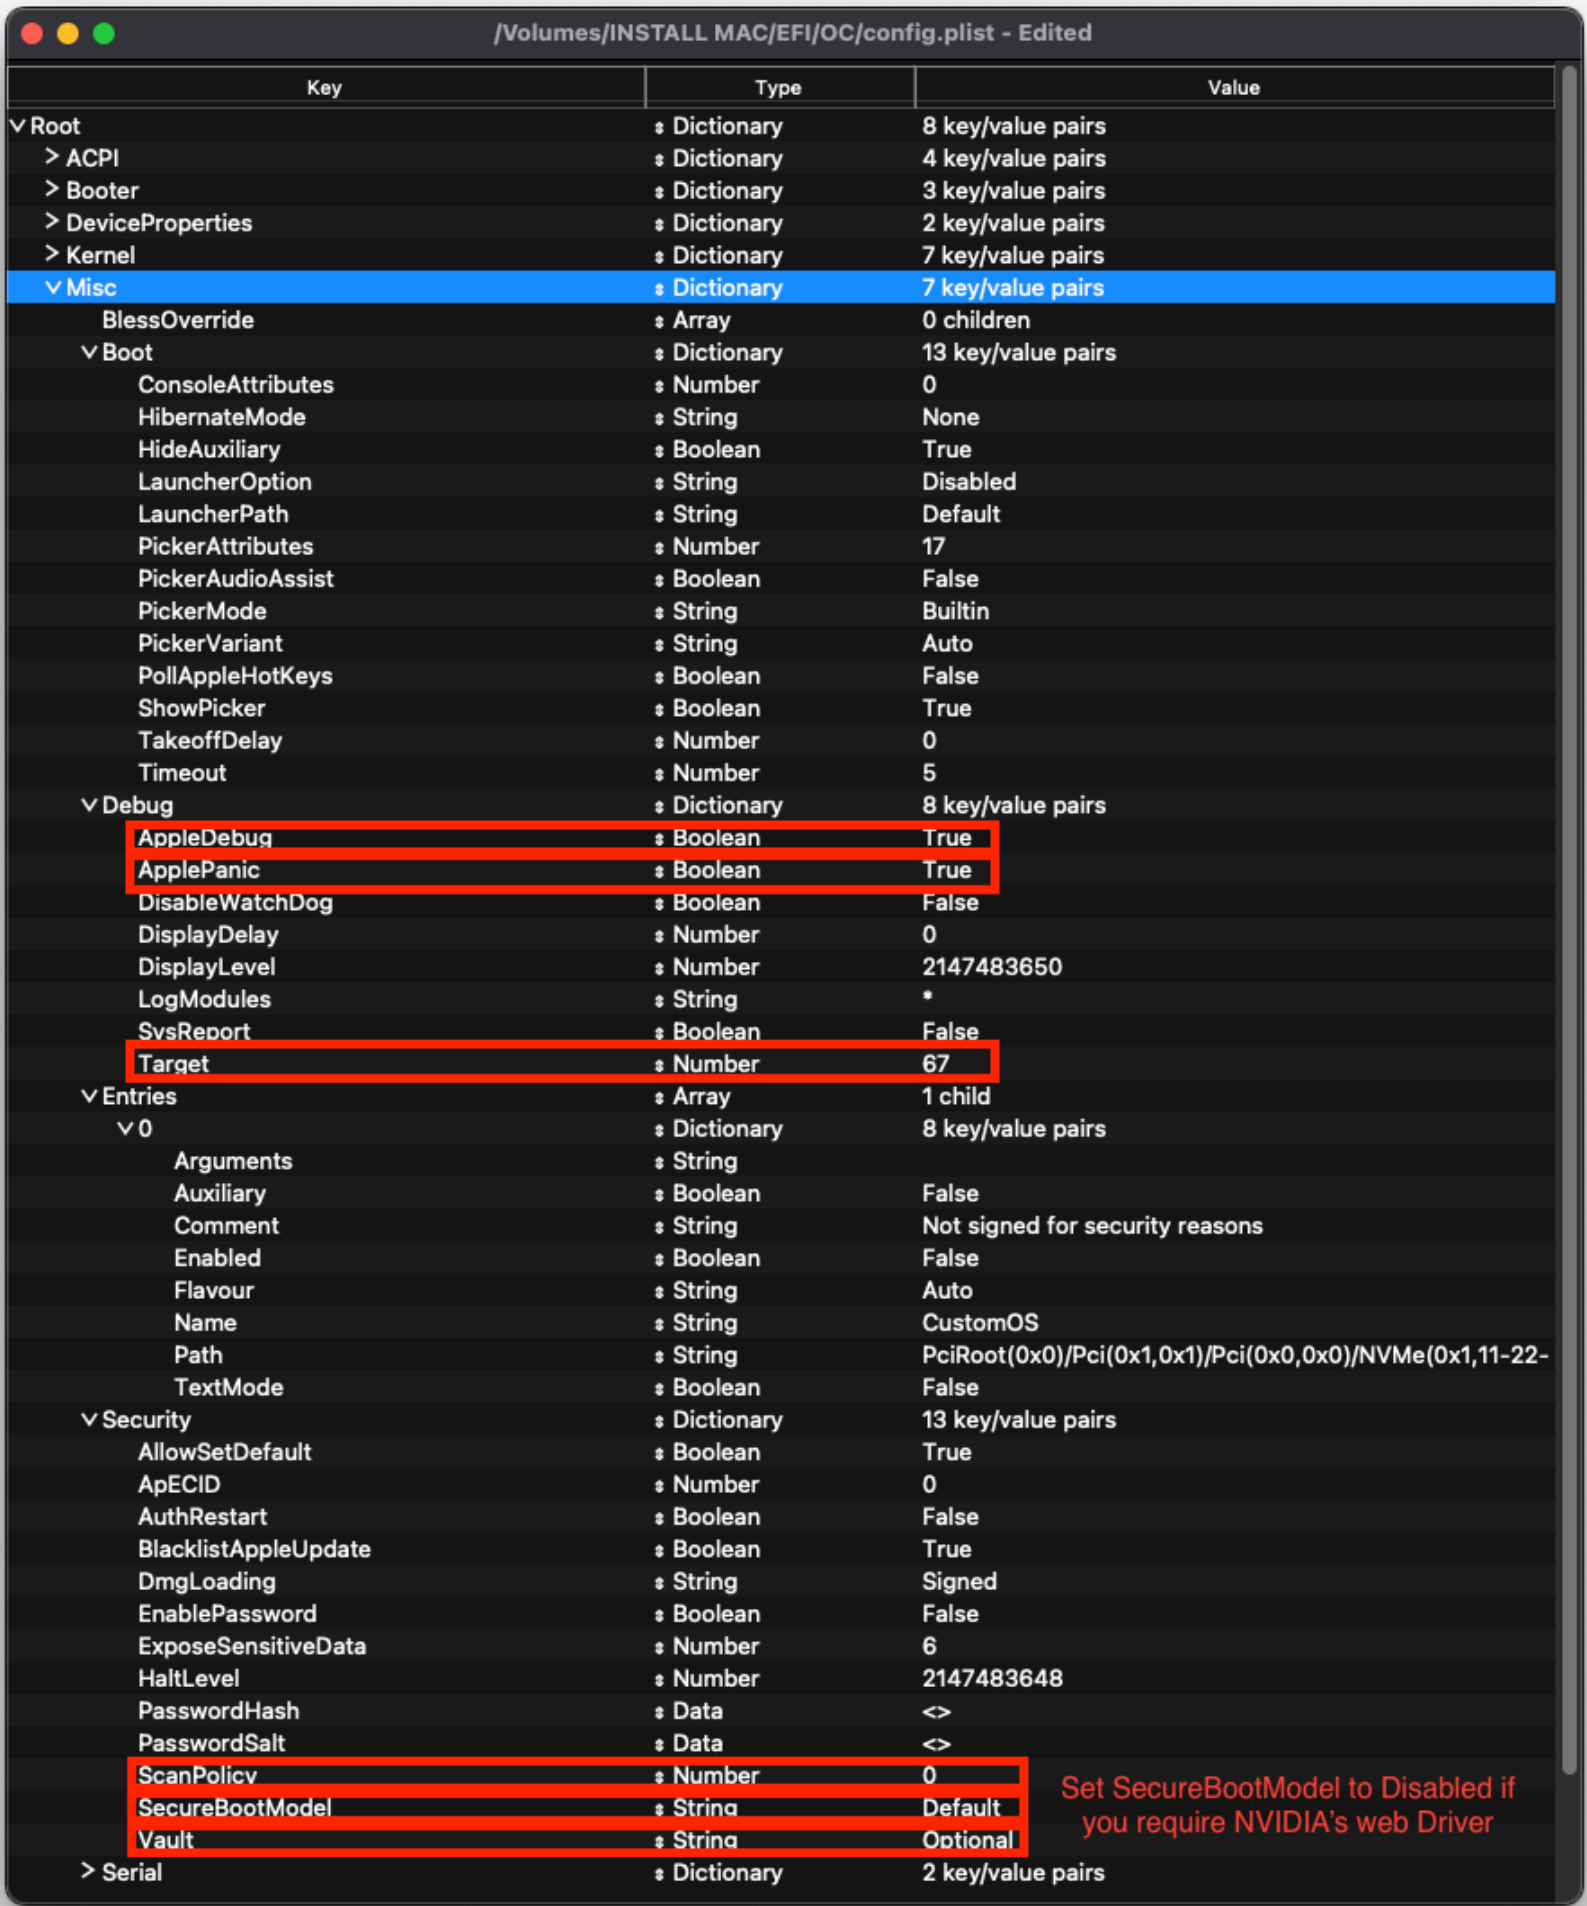 /Volumes/INSTALL MAC/EFI/OC/config.plist - Edited
Key Type Value
Root Dictionary 8 key/value pairs
ACPI Dictionary 4 key/value pairs
Booter Dictionary 3 key/value pairs
DeviceProperties Dictionary 2 key/value pairs
Kernel Dictionary 7 key/value pairs
Misc Dictionary 7 key/value pairs
BlessOverride Array 0 children
Boot Dictionary 13 key/value pairs
ConsoleAttributes Number 0
HibernateMode String None
HideAuxiliary Boolean True
LauncherOption String Disabled
LauncherPath String Default
PickerAttributes Number 17
PickerAudioAssist Boolean False
PickerMode String Builtin
PickerVariant String Auto
PollAppleHotKeys Boolean False
ShowPicker Boolean True
TakeoffDelay Number 0
Timeout Number 5
Debug Dictionary 8 key/value pairs
AppleDebug Boolean True
ApplePanic Boolean True
DisableWatchDog Boolean False
DisplayDelay Number 0
DisplayLevel Number 2147483650
LogModules String *
SysReport Boolean False
Target Number 67
Entries Array 1 child
0 Dictionary 8 key/value pairs
Arguments String
Auxiliary Boolean False
Comment String Not signed for security reasons
Enabled Boolean False
Flavour String Auto
Name String CustomOS
Path String PciRoot(0x0)/Pci(0x1,0x1)/Pci(0x0,0x0)/NVMe(0x1,11-22-
TextMode Boolean False
Security Dictionary 13 key/value pairs
AllowSetDefault Boolean True
ApECID Number 0
AuthRestart Boolean False
BlacklistAppleUpdate Boolean True
DmgLoading String Signed
EnablePassword Boolean False
ExposeSensitiveData Number 6
HaltLevel Number 2147483648
PasswordHash Data <>
PasswordSalt Data <>
ScanPolicy Number 0
SecureBootModel String Default
Vault String Optional
Set SecureBootModel to Disabled if
you require NVIDIA's web Driver
Serial Dictionary 2 key/value pairs